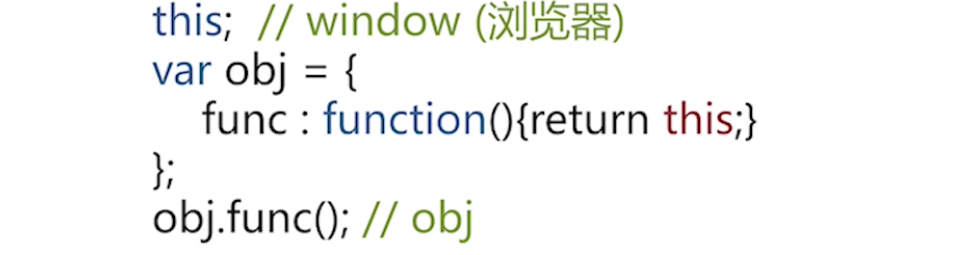 this;  // window (浏览器)
var obj = {
    func : function(){return this;}
};
obj.func(); // obj